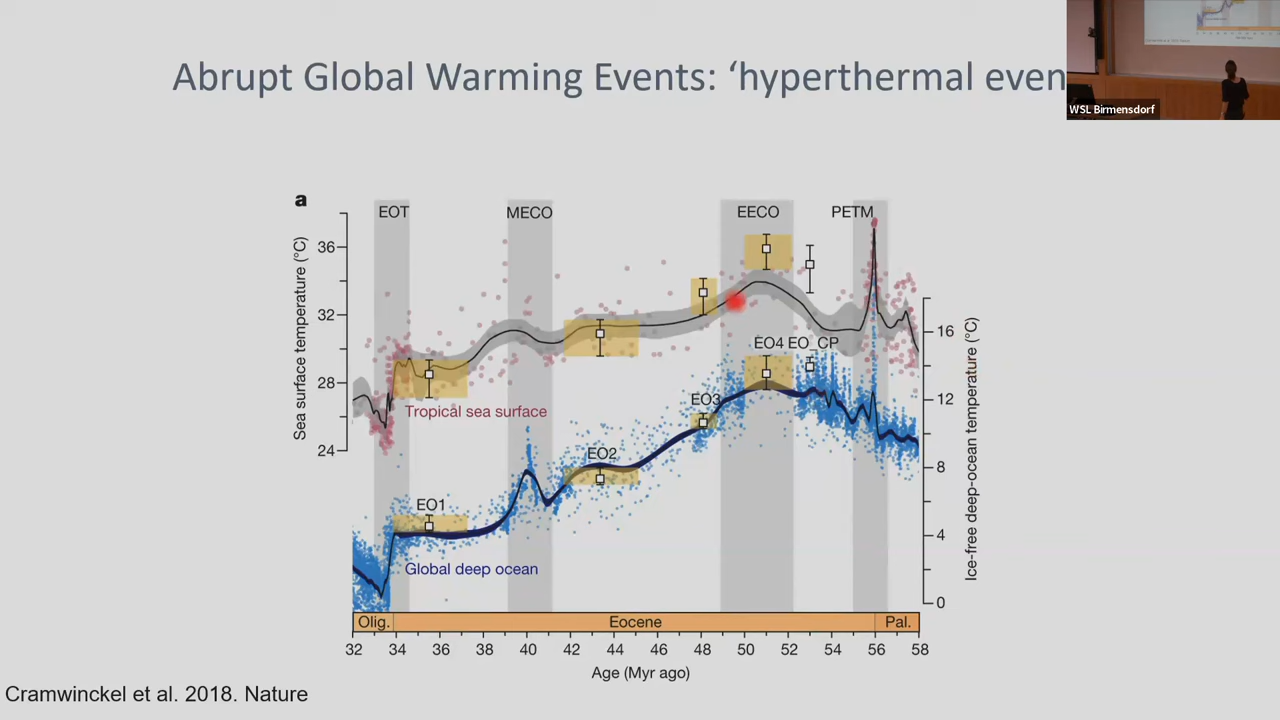 Abrupt Global Warming Events: ‘hyperthermal even
WSL Birmensdorf
a
EOT
MECO
EECO
PETM
Sea surface temperature (°C)
36
32
28
24
Tropical sea surface
EO4 EO_CP
EO3
EO2
EO1
Global deep ocean
16
12
8
4
0
Ice-free deep-ocean temperature (°C)
Olig.
Eocene
Pal.
32 34 36 38 40 42 44 46 48 50 52 54 56 58
Age (Myr ago)
Cramwinckel et al. 2018. Nature